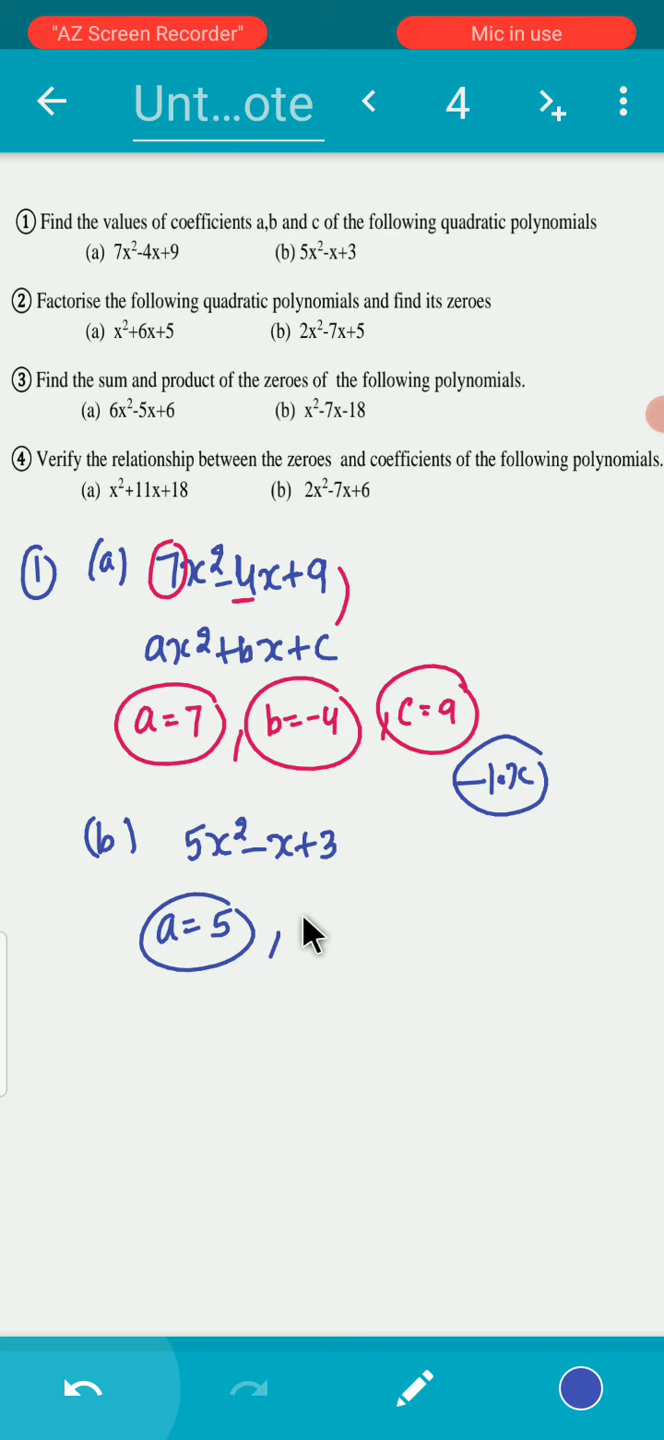 "AZ Screen Recorder" Mic in use
Unt...ote < 4
① Find the values of coefficients a,b and c of the following quadratic polynomials
(a) 7x²-4x+9 (b) 5x²-x+3
② Factorise the following quadratic polynomials and find its zeroes
(a) x²+6x+5 (b) 2x²-7x+5
③ Find the sum and product of the zeroes of the following polynomials.
(a) 6x²-5x+6 (b) x²-7x-18
④ Verify the relationship between the zeroes and coefficients of the following polynomials.
(a) x²+11x+18 (b) 2x²-7x+6
① (a) 7x²-4x+9)
ax²+bx+c
a=7, b=-4, c=9
-1·x
(b) 5x²-x+3
a=5,